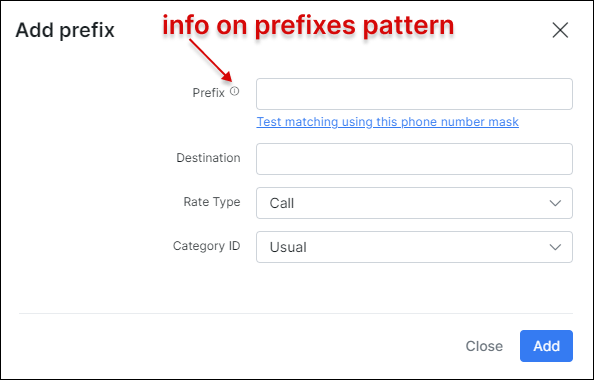 Add prefix
info on prefixes pattern
Prefix
Test matching using this phone number mask
Destination
Rate Type
Call
Category ID
Usual
Close
Add